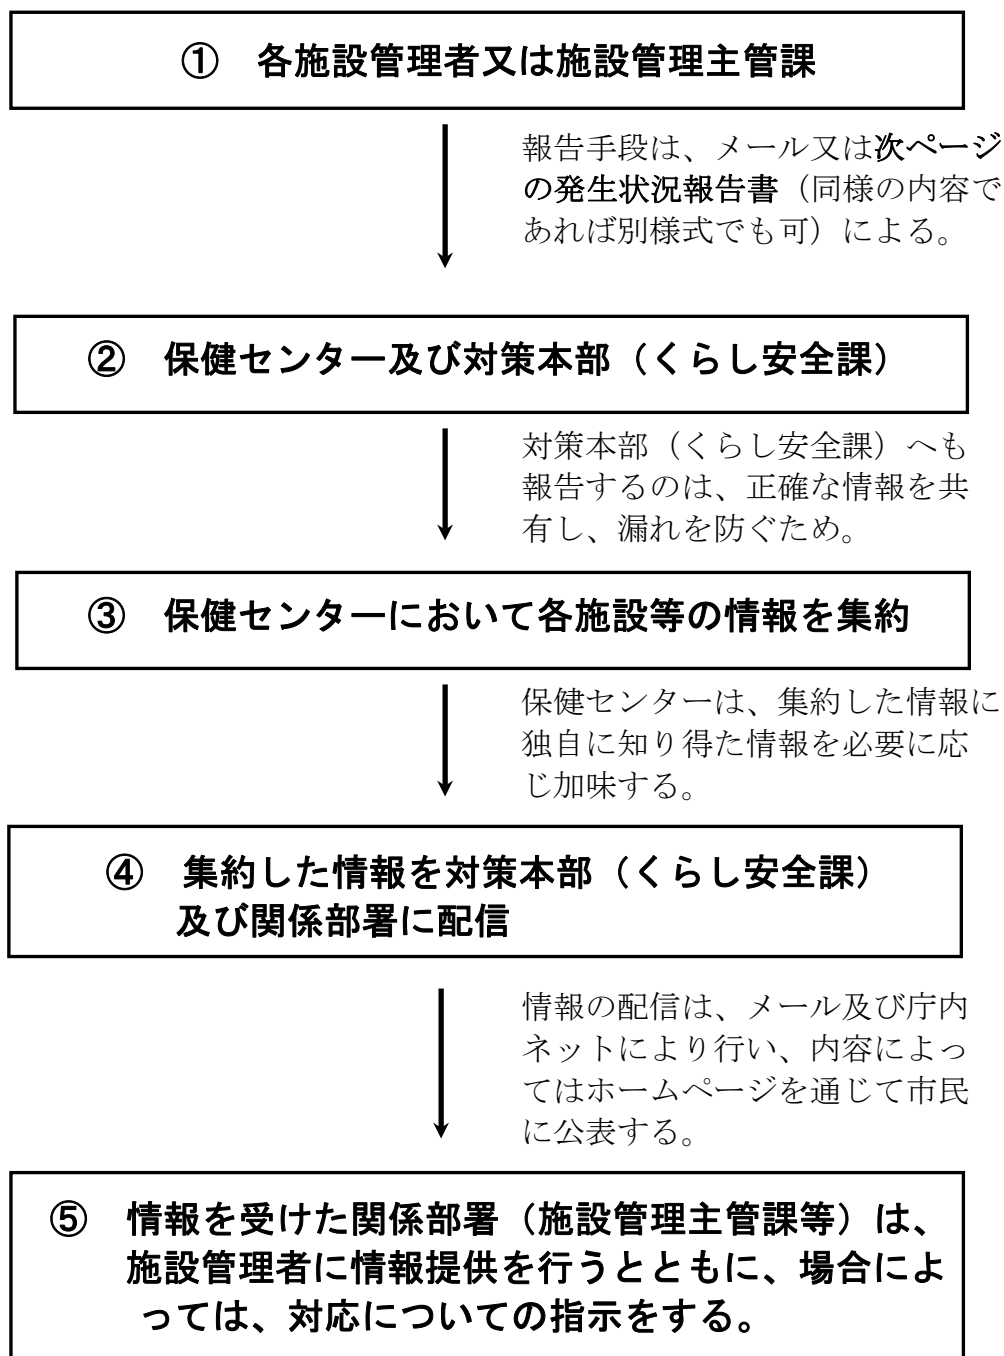 ① 各施設管理者又は施設管理主管課
報告手段は、メール又は次ページ
の発生状況報告書（同様の内容で
あれば別様式でも可）による。
② 保健センター及び対策本部（くらし安全課）
対策本部（くらし安全課）へも
報告するのは、正確な情報を共
有し、漏れを防ぐため。
③ 保健センターにおいて各施設等の情報を集約
保健センターは、集約した情報に
独自に知り得た情報を必要に応
じ加味する。
④ 集約した情報を対策本部（くらし安全課）
及び関係部署に配信
情報の配信は、メール及び庁内
ネットにより行い、内容によっ
てはホームページを通じて市民
に公表する。
⑤ 情報を受けた関係部署（施設管理主管課等）は、
施設管理者に情報提供を行うとともに、場合によ
っては、対応についての指示をする。